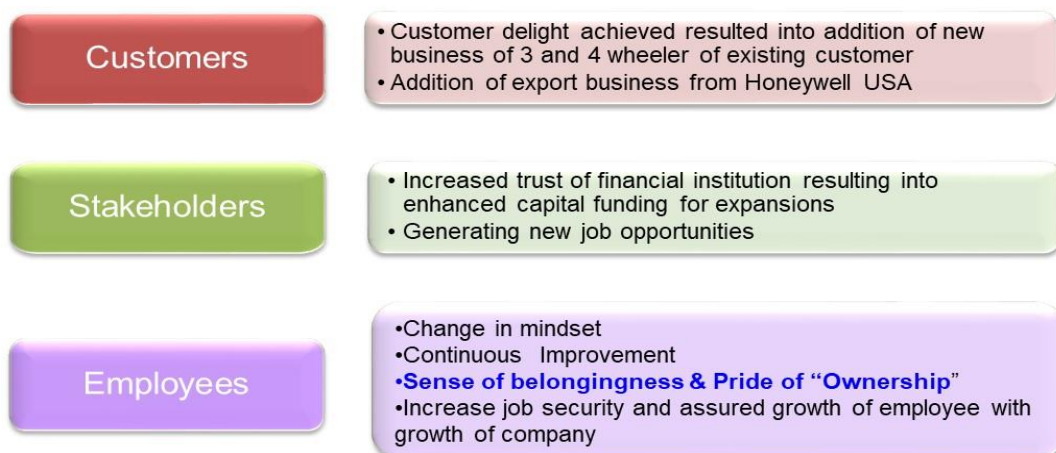 Customers
• Customer delight achieved resulted into addition of new
business of 3 and 4 wheeler of existing customer
• Addition of export business from Honeywell USA
Stakeholders
• Increased trust of financial institution resulting into
enhanced capital funding for expansions
• Generating new job opportunities
Employees
•Change in mindset
•Continuous Improvement
•Sense of belongingness & Pride of “Ownership”
•Increase job security and assured growth of employee with
growth of company